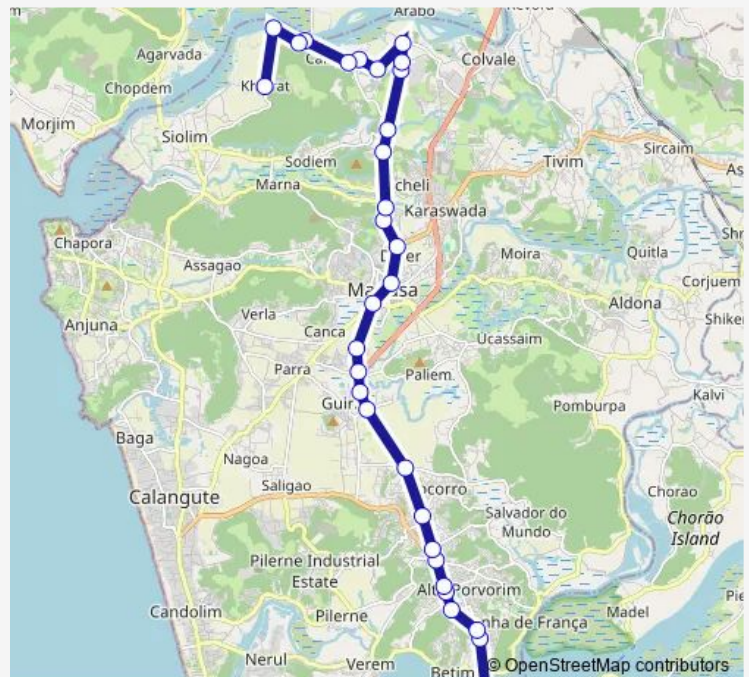 Arabo
Agarvada
Colvale
Chopdem
Morjim
Siolim
Sircaim
Sodiem
Tivim
Marna
Karaswada
Chapora
Quitla
Assagao
Moira
Corjuem
Verla
Aldona
Anjuna
Canca
Ucassaim
Parra
Paliem
Kalvi
Pomburpa
Baga
Nagoa
Saligao
Chorao
Calangute
Salvador do
Mundo
Chorão
Island
Pilerne Industrial
Estate
Candolim
Pilerne
Madel
Nerul
Verem
Betim
© OpenStreetMap contributors